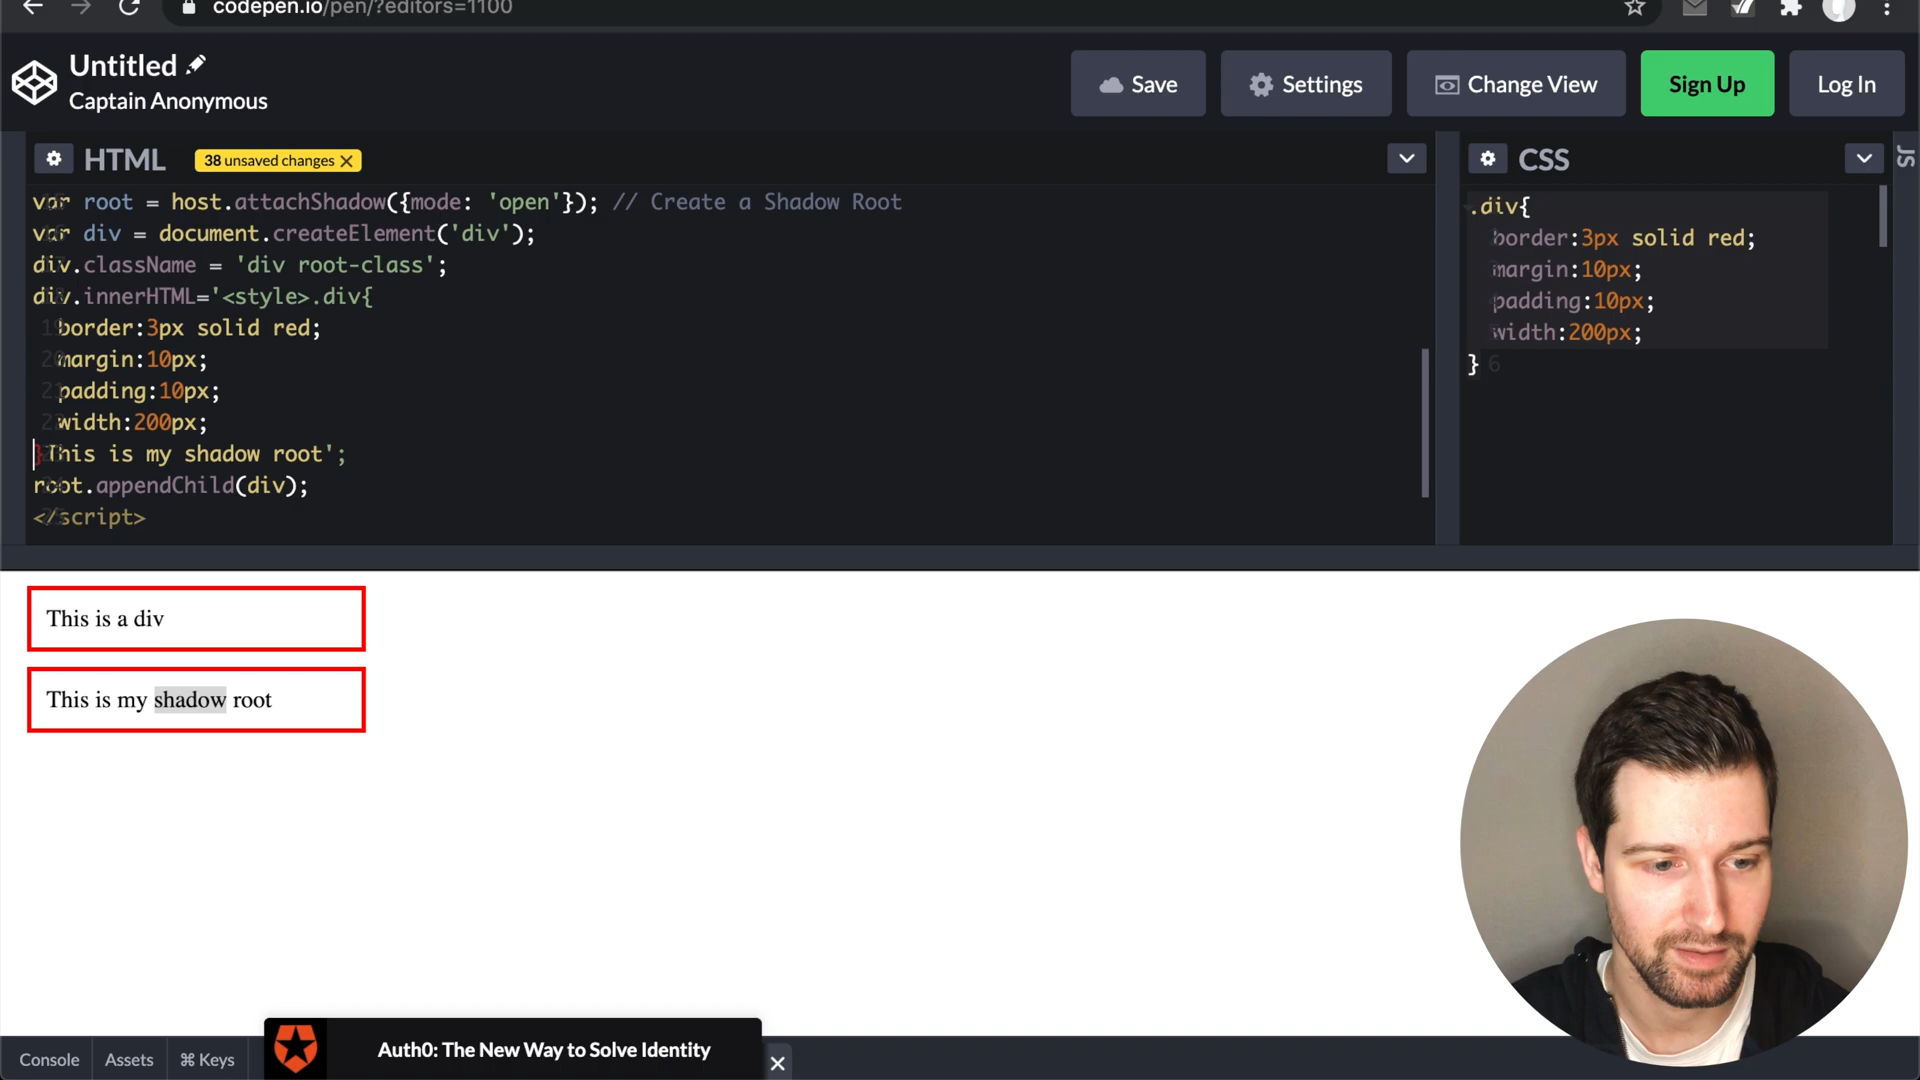 codepen.io/pen/?editors=1100
Untitled
Captain Anonymous
Save
Settings
Change View
Sign Up
Log In
HTML
38 unsaved changes
var root = host.attachShadow({mode: 'open'}); // Create a Shadow Root
var div = document.createElement('div');
div.className = 'div root-class';
div.innerHTML='<style>.div{
border:3px solid red;
margin:10px;
padding:10px;
width:200px;
}This is my shadow root';
root.appendChild(div);
</script>
CSS
JS
.div{
border:3px solid red;
margin:10px;
padding:10px;
width:200px;
} 6
This is a div
This is my shadow root
Console
Assets
⌘ Keys
Auth0: The New Way to Solve Identity